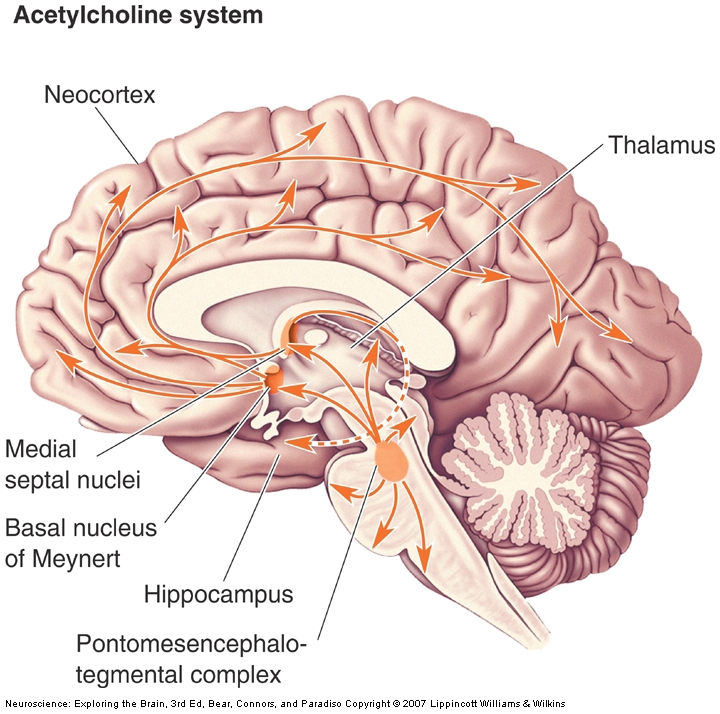 Acetylcholine system
Neocortex
Thalamus
Medial
septal nuclei
Basal nucleus
of Meynert
Hippocampus
Pontomesencephalo-
tegmental complex
Neuroscience: Exploring the Brain, 3rd Ed, Bear, Connors, and Paradiso Copyright © 2007 Lippincott Williams & Wilkins